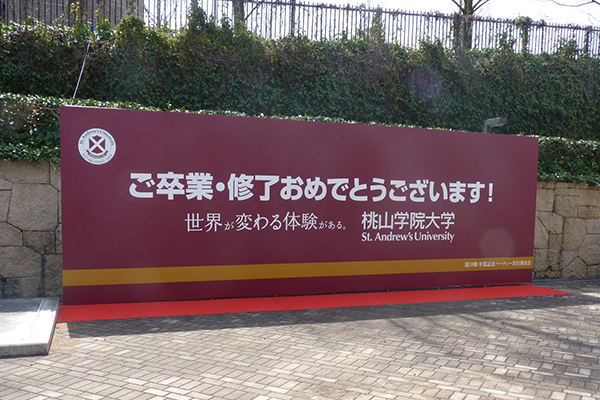 ご卒業・修了おめでとうございます!
世界が変わる体験がある。 桃山学院大学
St. Andrew's University